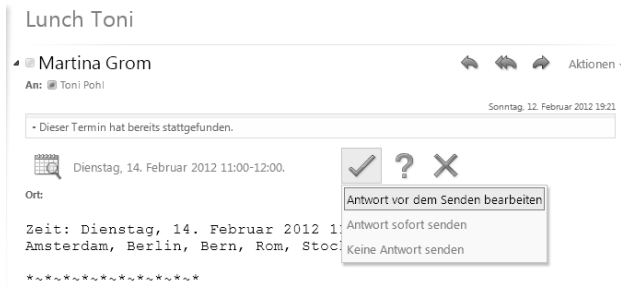 Lunch Toni
Martina Grom
Aktionen
An: Toni Pohl
Sonntag, 12. Februar 2012 19:21
• Dieser Termin hat bereits stattgefunden.
Dienstag, 14. Februar 2012 11:00-12:00.
Ort:
Antwort vor dem Senden bearbeiten
Antwort sofort senden
Keine Antwort senden
Zeit: Dienstag, 14. Februar 2012
Amsterdam, Berlin, Bern, Rom,
*~*~*~*~*~*~*~*~*~*